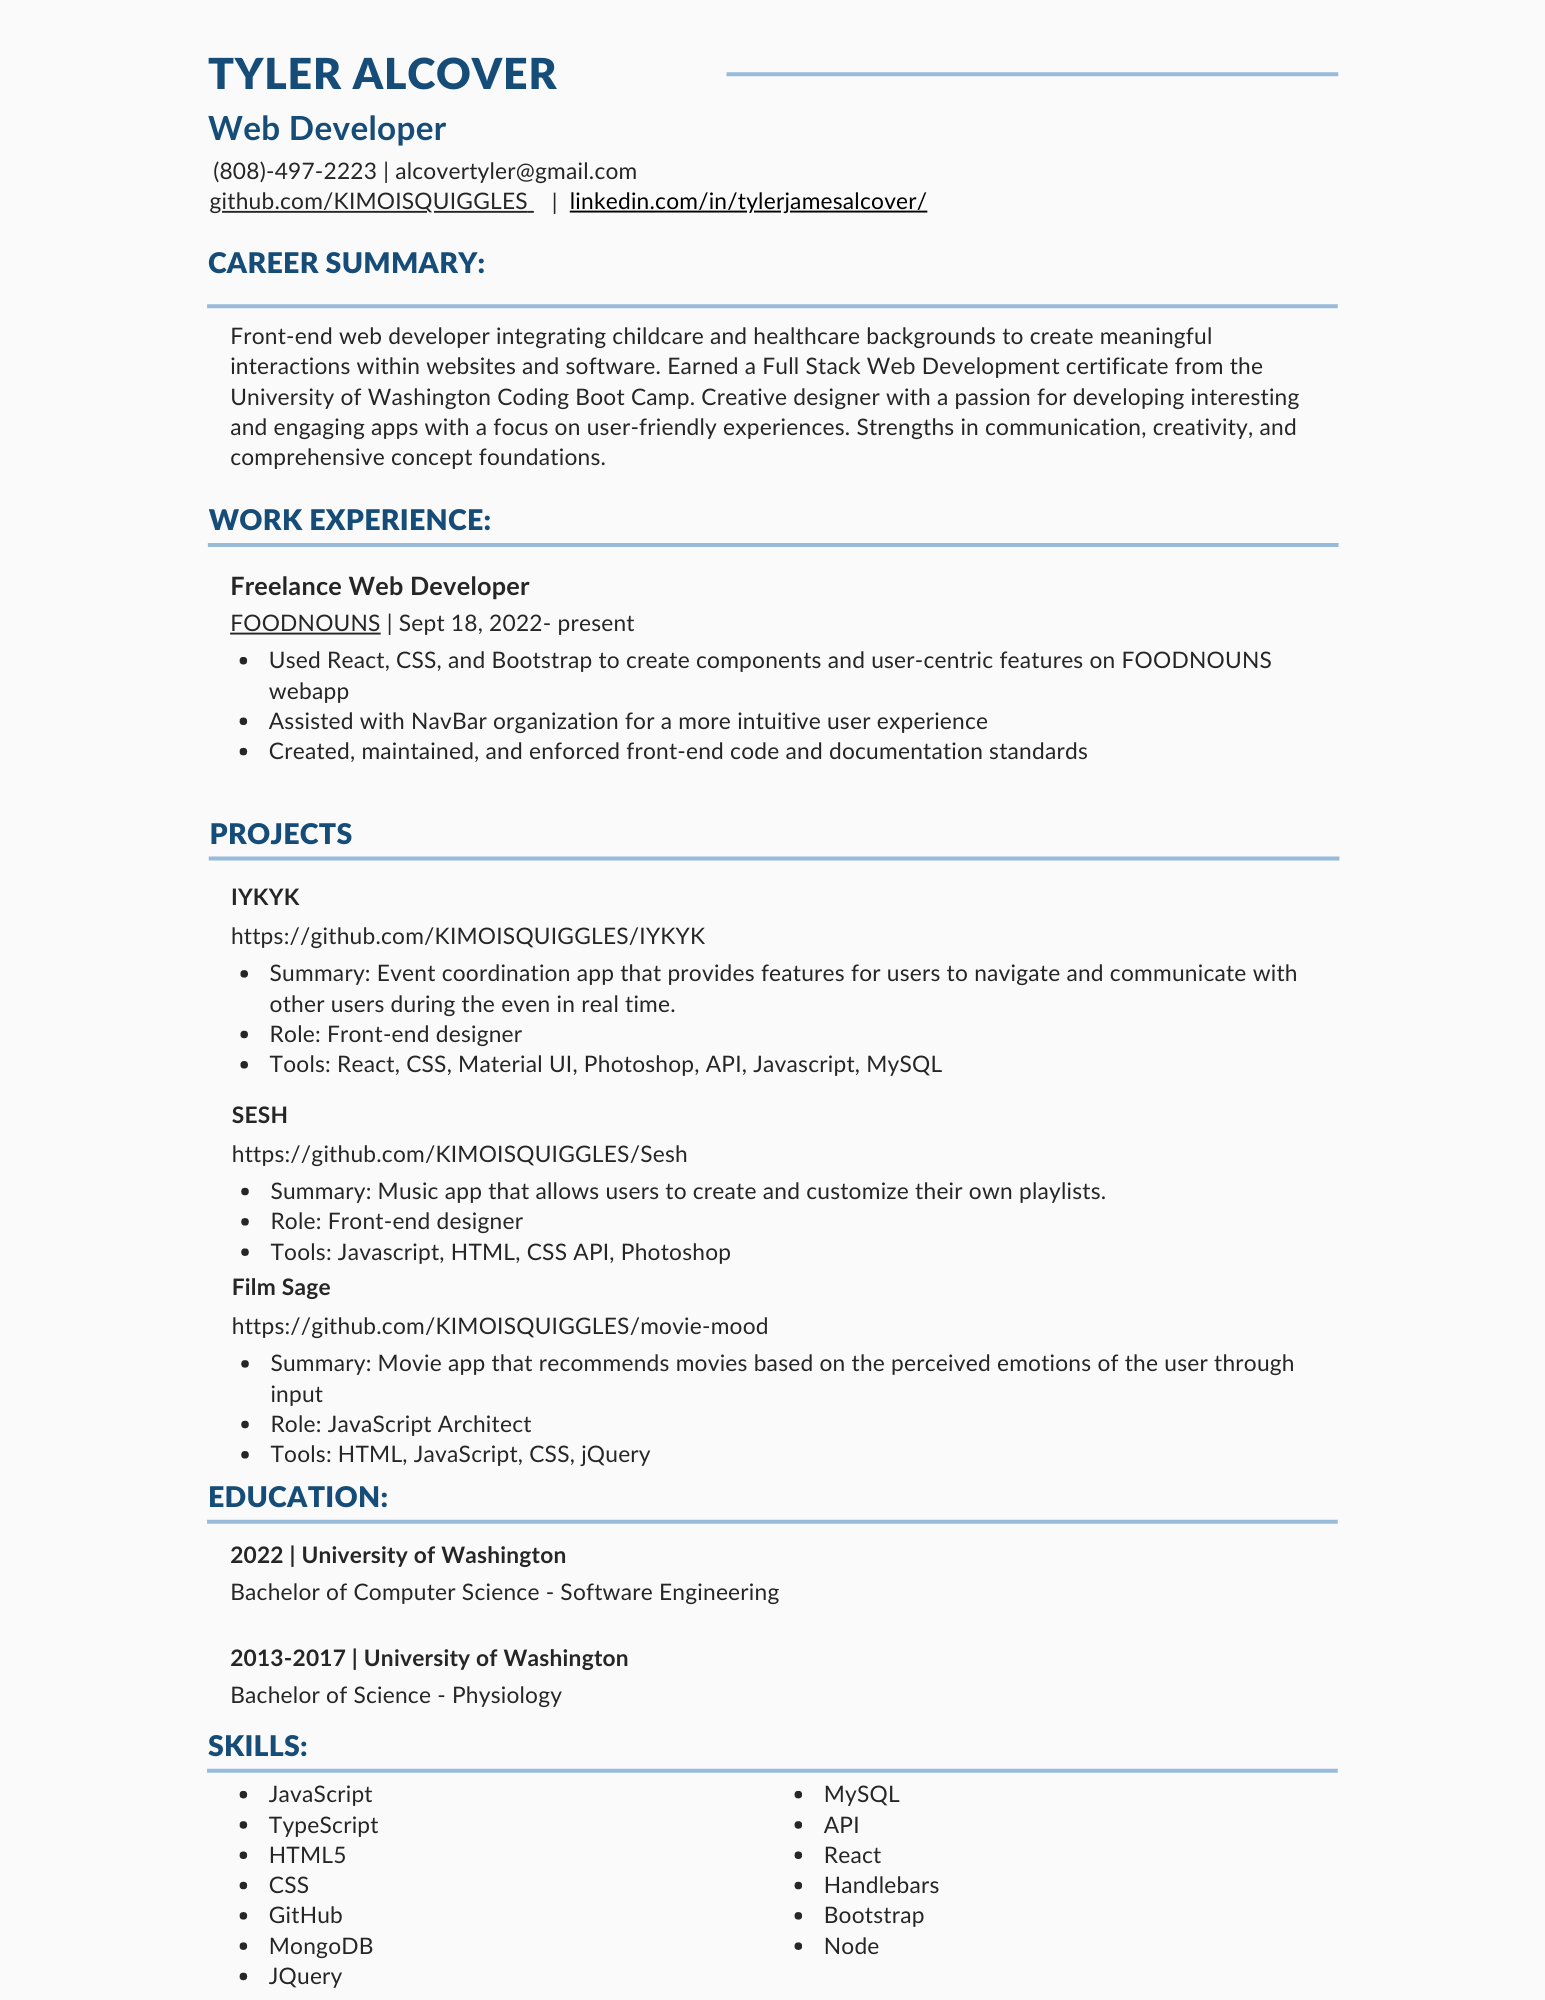 TYLER ALCOVER
Web Developer
(808)-497-2223 | alcovertyler@gmail.com
github.com/KIMOISQUIGGLES | linkedin.com/in/tylerjamesalcover/
CAREER SUMMARY:
Front-end web developer integrating childcare and healthcare backgrounds to create meaningful
interactions within websites and software. Earned a Full Stack Web Development certificate from the
University of Washington Coding Boot Camp. Creative designer with a passion for developing interesting
and engaging apps with a focus on user-friendly experiences. Strengths in communication, creativity, and
comprehensive concept foundations.
WORK EXPERIENCE:
Freelance Web Developer
FOODNOUNS | Sept 18, 2022- present
• Used React, CSS, and Bootstrap to create components and user-centric features on FOODNOUNS
webapp
• Assisted with NavBar organization for a more intuitive user experience
• Created, maintained, and enforced front-end code and documentation standards
PROJECTS
IYKYK
https://github.com/KIMOISQUIGGLES/IYKYK
• Summary: Event coordination app that provides features for users to navigate and communicate with
other users during the even in real time.
• Role: Front-end designer
• Tools: React, CSS, Material UI, Photoshop, API, Javascript, MySQL
SESH
https://github.com/KIMOISQUIGGLES/Sesh
• Summary: Music app that allows users to create and customize their own playlists.
• Role: Front-end designer
• Tools: Javascript, HTML, CSS API, Photoshop
Film Sage
https://github.com/KIMOISQUIGGLES/movie-mood
• Summary: Movie app that recommends movies based on the perceived emotions of the user through
input
• Role: JavaScript Architect
• Tools: HTML, JavaScript, CSS, jQuery
EDUCATION:
2022 | University of Washington
Bachelor of Computer Science - Software Engineering
2013-2017 | University of Washington
Bachelor of Science - Physiology
SKILLS:
• JavaScript
• TypeScript
• HTML5
• CSS
• GitHub
• MongoDB
• JQuery
• MySQL
• API
• React
• Handlebars
• Bootstrap
• Node